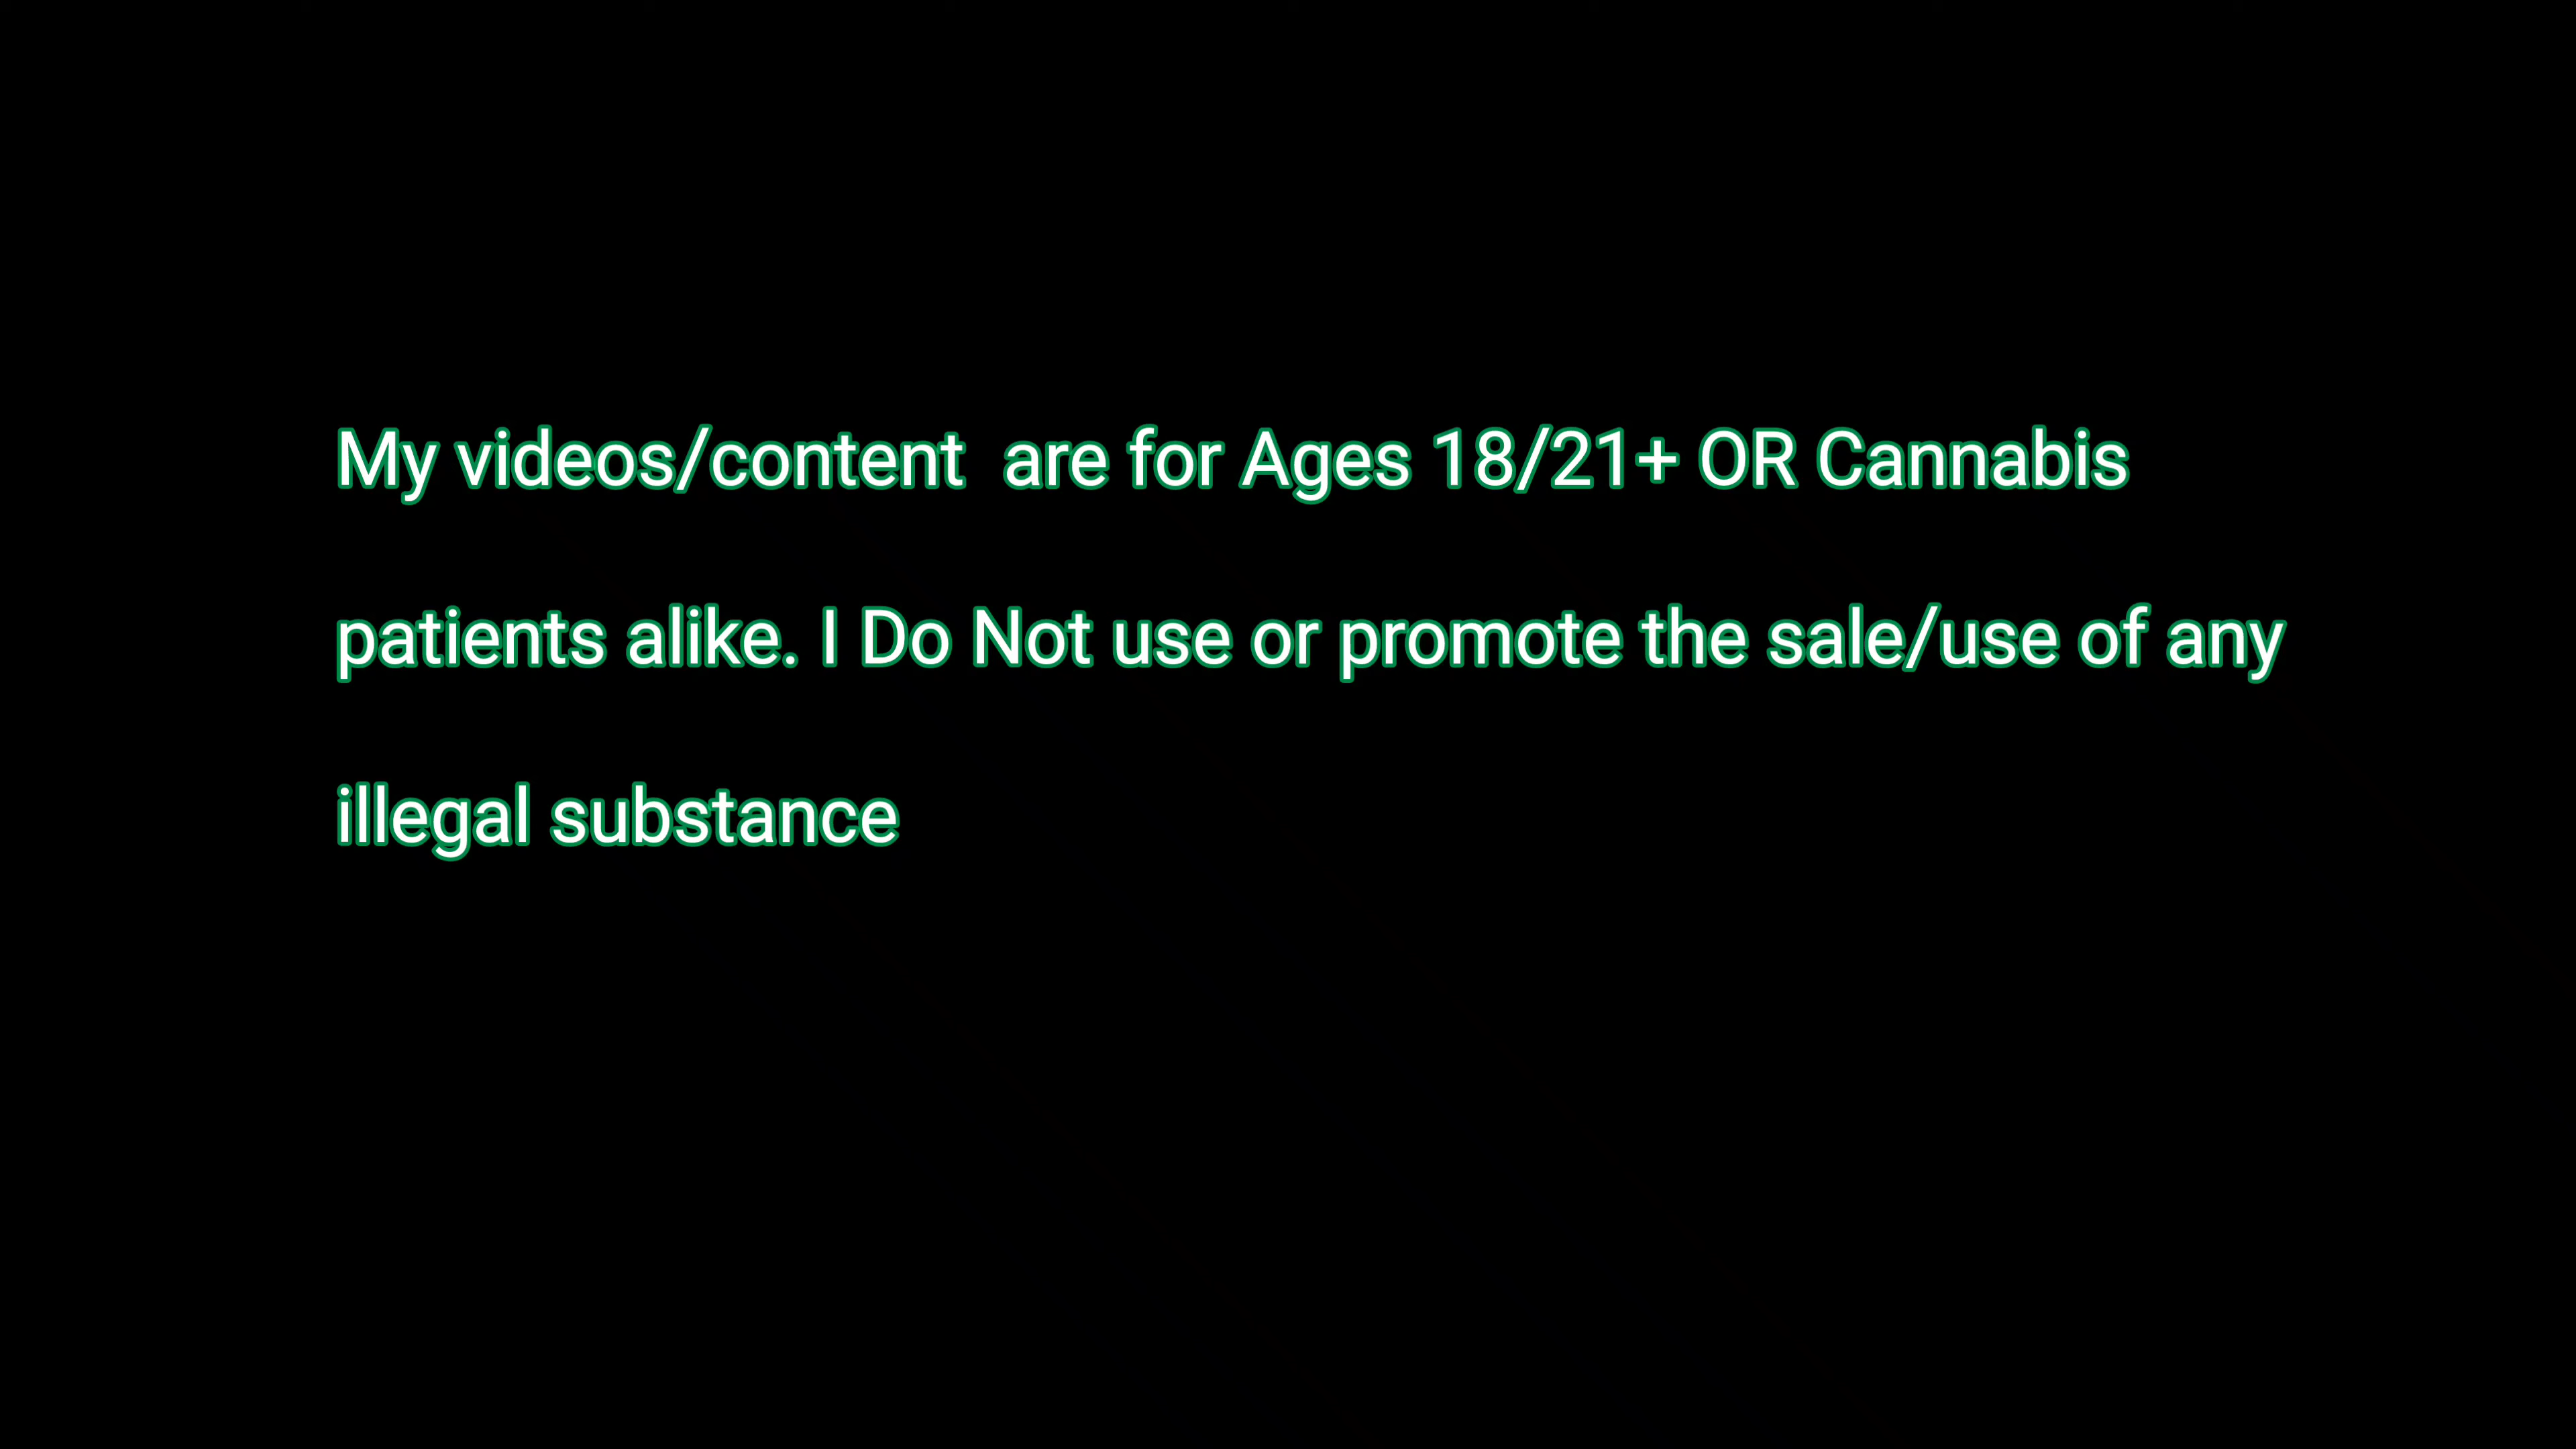 My videos/content  are for Ages 18/21+ OR Cannabis
patients alike. I Do Not use or promote the sale/use of any
illegal substance